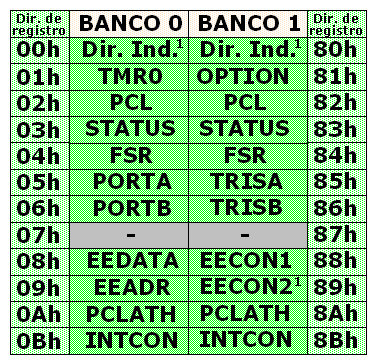 Dir. de registro BANCO 0 BANCO 1 Dir. de registro
00h Dir. Ind.¹ Dir. Ind.¹ 80h
01h TMR0 OPTION 81h
02h PCL PCL 82h
03h STATUS STATUS 83h
04h FSR FSR 84h
05h PORTA TRISA 85h
06h PORTB TRISB 86h
07h - - 87h
08h EEDATA EECON1 88h
09h EEADR EECON2¹ 89h
0Ah PCLATH PCLATH 8Ah
0Bh INTCON INTCON 8Bh